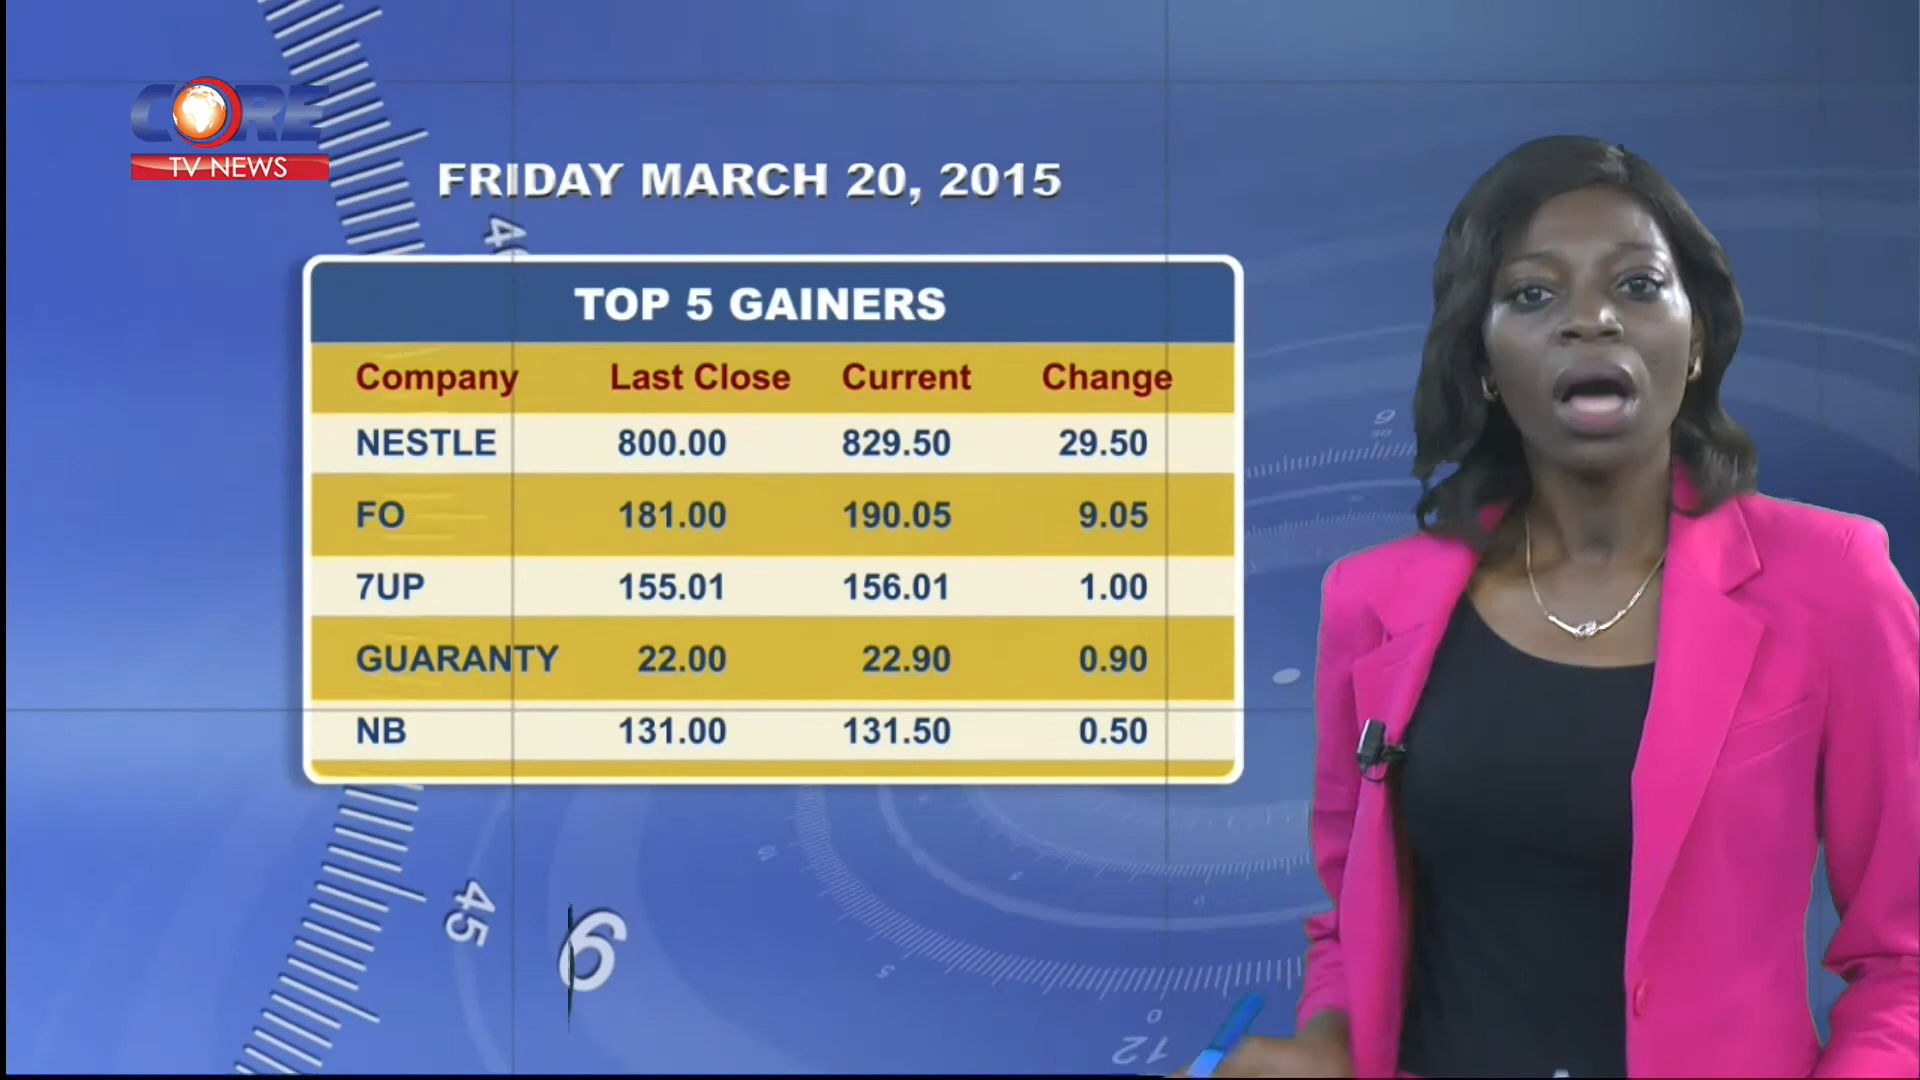 CORE
TV NEWS
FRIDAY MARCH 20, 2015
TOP 5 GAINERS
Company Last Close Current Change
NESTLE 800.00 829.50 29.50
FO 181.00 190.05 9.05
7UP 155.01 156.01 1.00
GUARANTY 22.00 22.90 0.90
NB 131.00 131.50 0.50
45
6
12